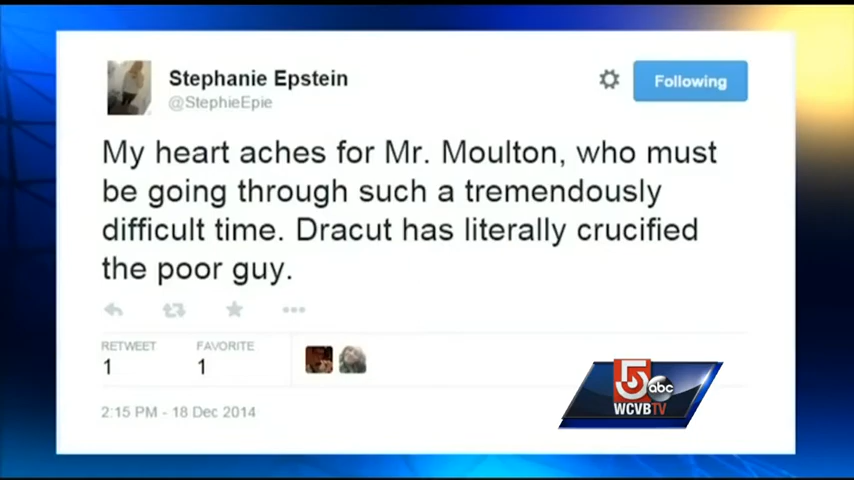 Stephanie Epstein
@StephieEpie
Following
My heart aches for Mr. Moulton, who must
be going through such a tremendously
difficult time. Dracut has literally crucified
the poor guy.
RETWEET FAVORITE
1 1
2:15 PM - 18 Dec 2014
5 abc
WCVBTV